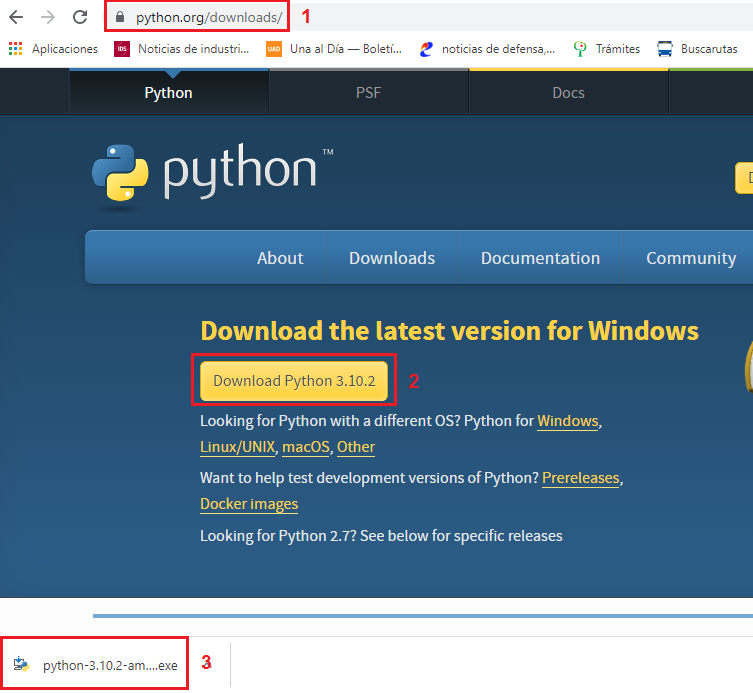 python.org/downloads/ 1
Aplicaciones IDS Noticias de industri... UAD Una al Día — Boletí... noticias de defensa,... Trámites Buscarutas
Python PSF Docs
python™
About Downloads Documentation Community
Download the latest version for Windows
Download Python 3.10.2 2
Looking for Python with a different OS? Python for Windows,
Linux/UNIX, macOS, Other
Want to help test development versions of Python? Prereleases,
Docker images
Looking for Python 2.7? See below for specific releases
python-3.10.2-am....exe 3